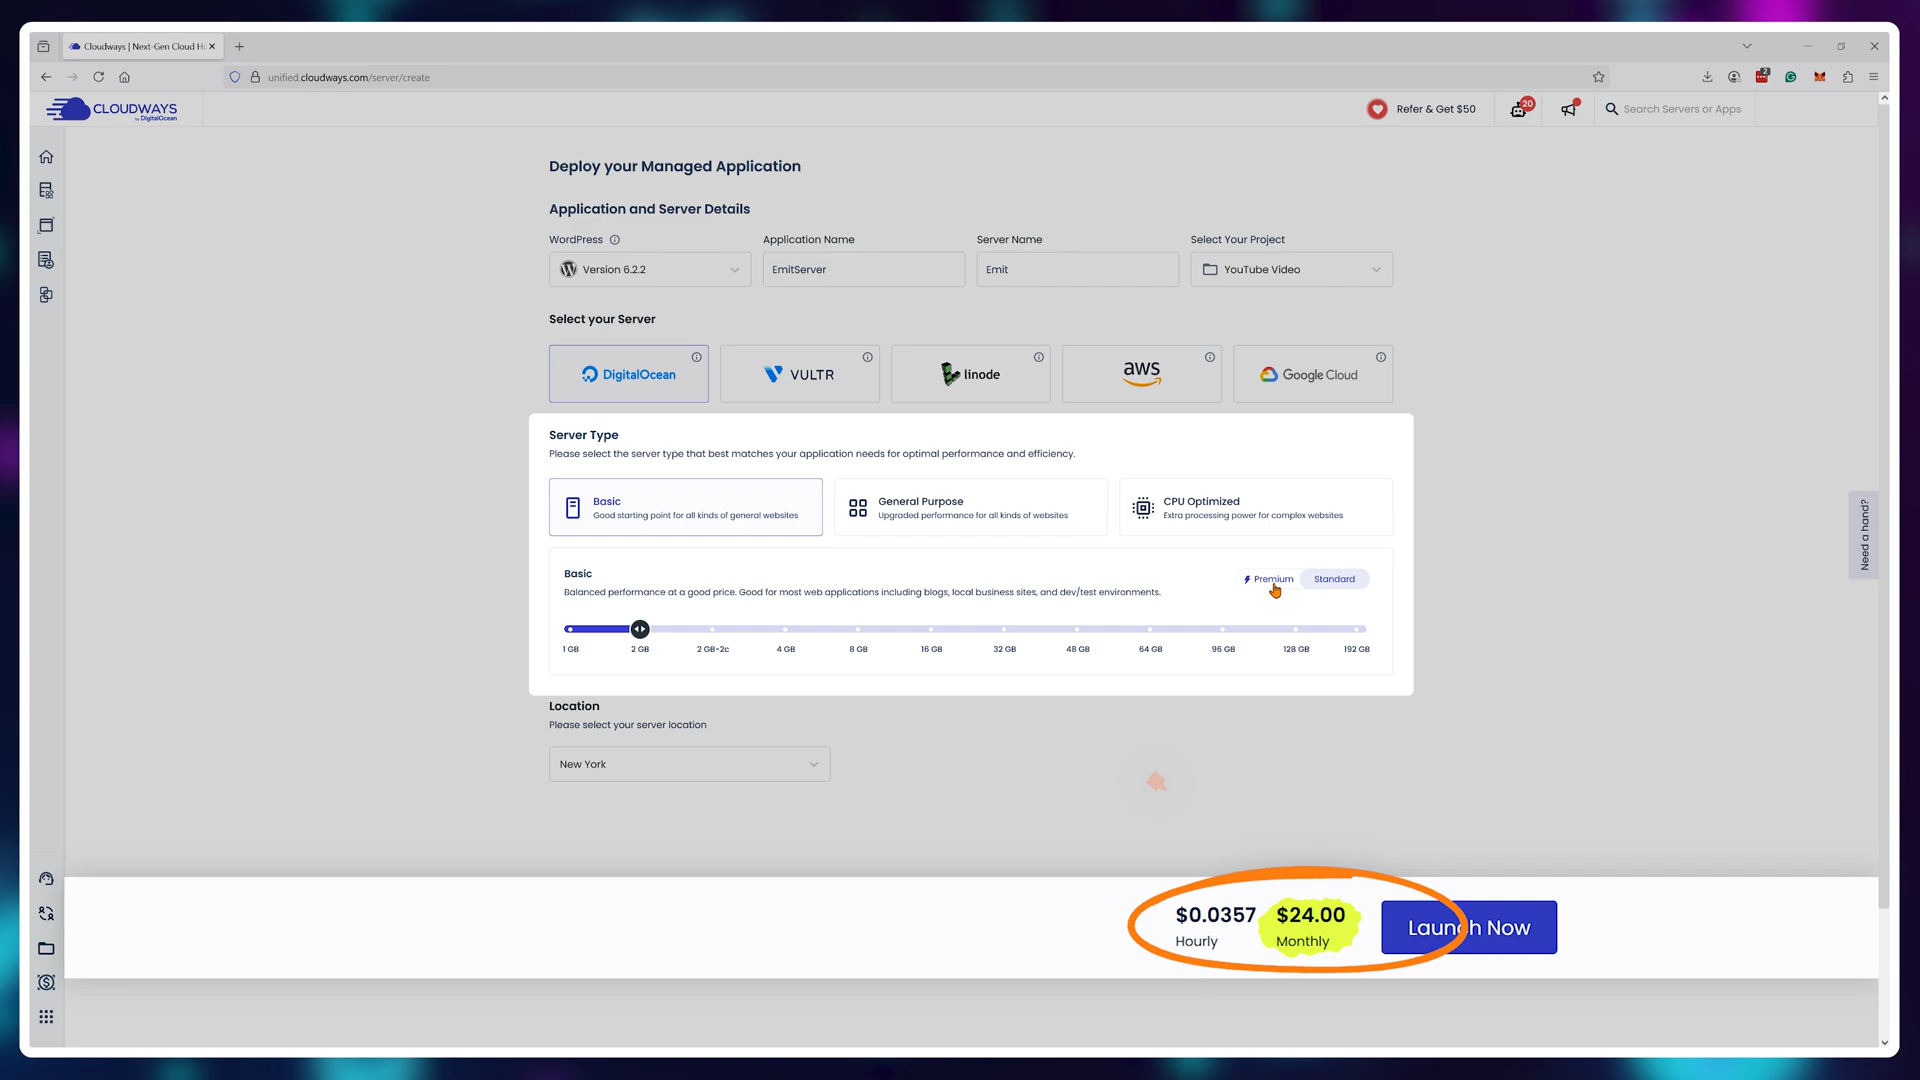 Cloudways | Next-Gen Cloud H
unified.cloudways.com/server/create
2
CLOUDWAYS
by DigitalOcean
Refer & Get $50
20
Search Servers or Apps
Deploy your Managed Application
Application and Server Details
WordPress
Application Name
Server Name
Select Your Project
Version 6.2.2
EmitServer
Emit
YouTube Video
Select your Server
DigitalOcean
VULTR
linode
aws
Google Cloud
Server Type
Please select the server type that best matches your application needs for optimal performance and efficiency.
Basic
Good starting point for all kinds of general websites
General Purpose
Upgraded performance for all kinds of websites
CPU Optimized
Extra processing power for complex websites
Need a hand?
Basic
Premium
Standard
Balanced performance at a good price. Good for most web applications including blogs, local business sites, and dev/test environments.
1 GB
2 GB
2 GB-2c
4 GB
8 GB
16 GB
32 GB
48 GB
64 GB
96 GB
128 GB
192 GB
Location
Please select your server location
New York
$0.0357
Hourly
$24.00
Monthly
Launch Now